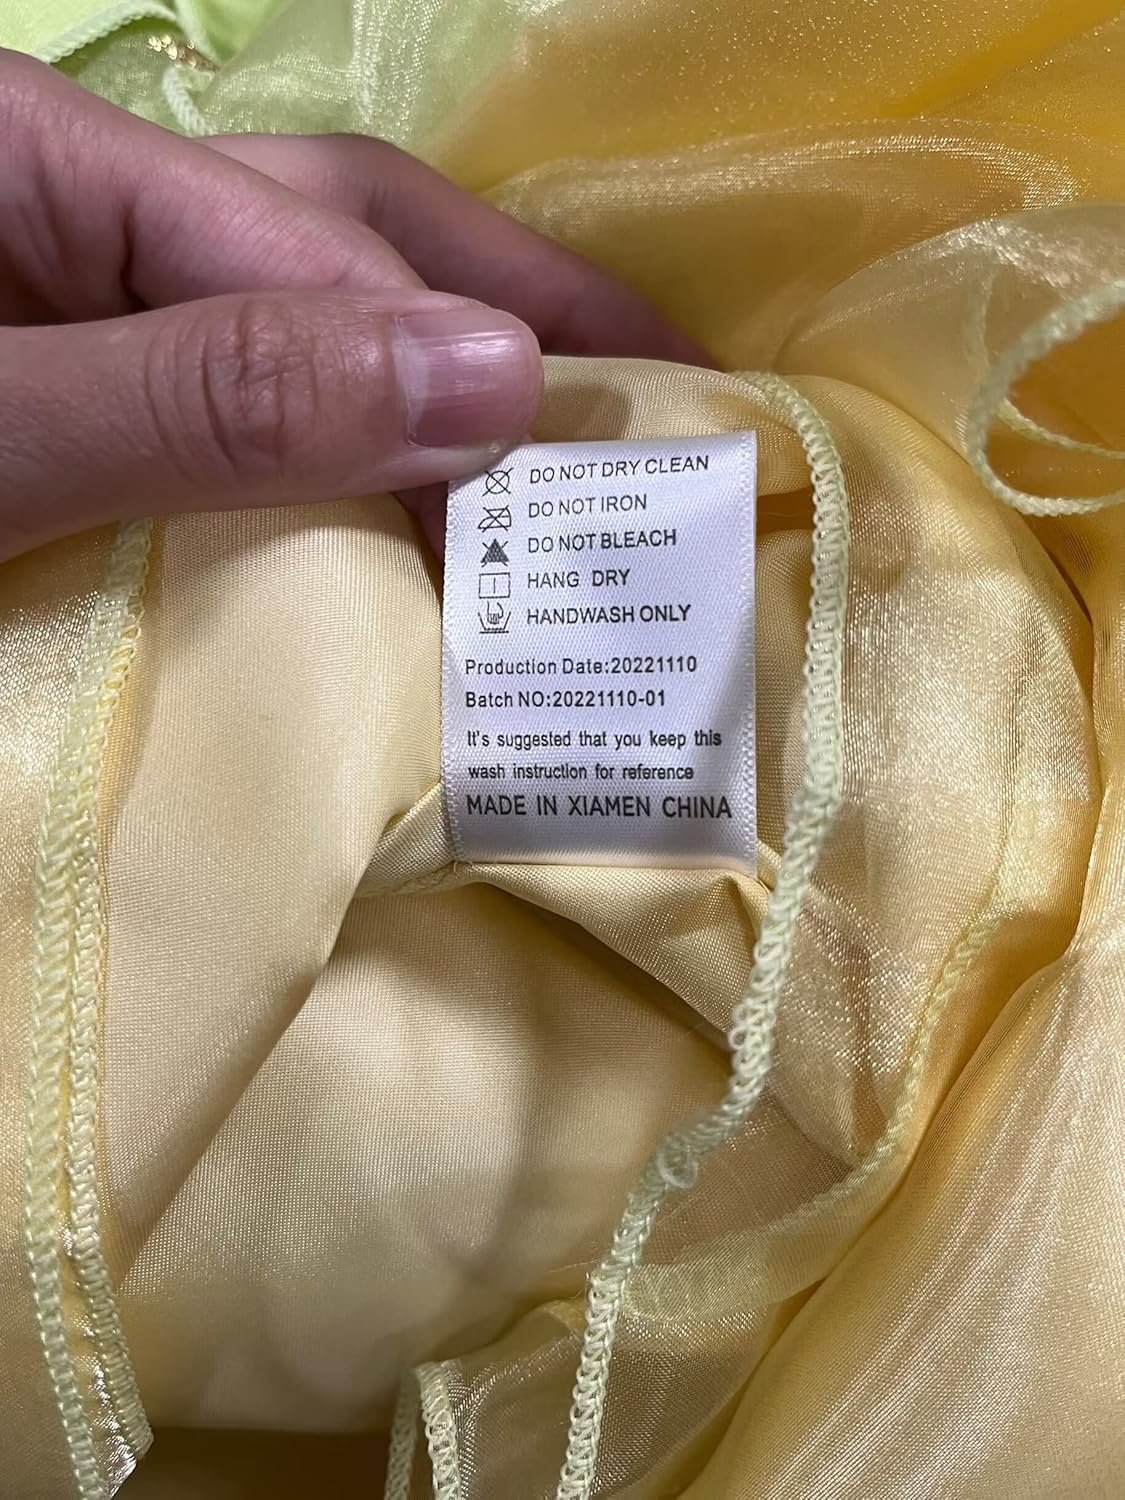 DO NOT DRY CLEAN
DO NOT IRON
DO NOT BLEACH
HANG DRY
HANDWASH ONLY
Production Date:20221110
Batch NO:20221110-01
It's suggested that you keep this
wash instruction for reference
MADE IN XIAMEN CHINA